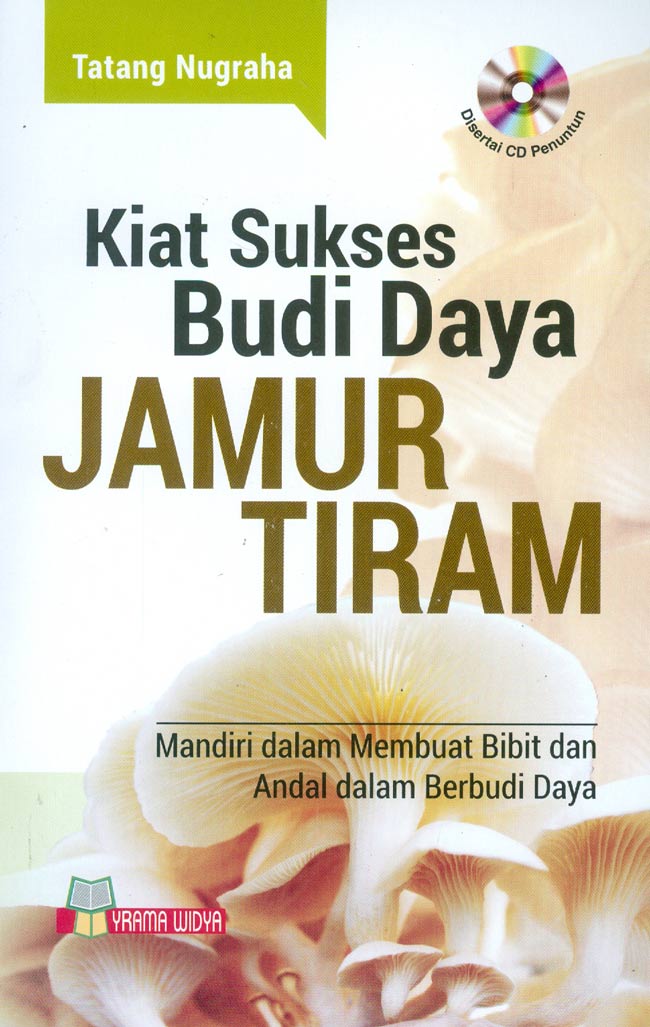 Tatang Nugraha
Disertai CD Penuntun
Kiat Sukses
Budi Daya
JAMUR
TIRAM
Mandiri dalam Membuat Bibit dan
Andal dalam Berbudi Daya
YRAMA WIDYA